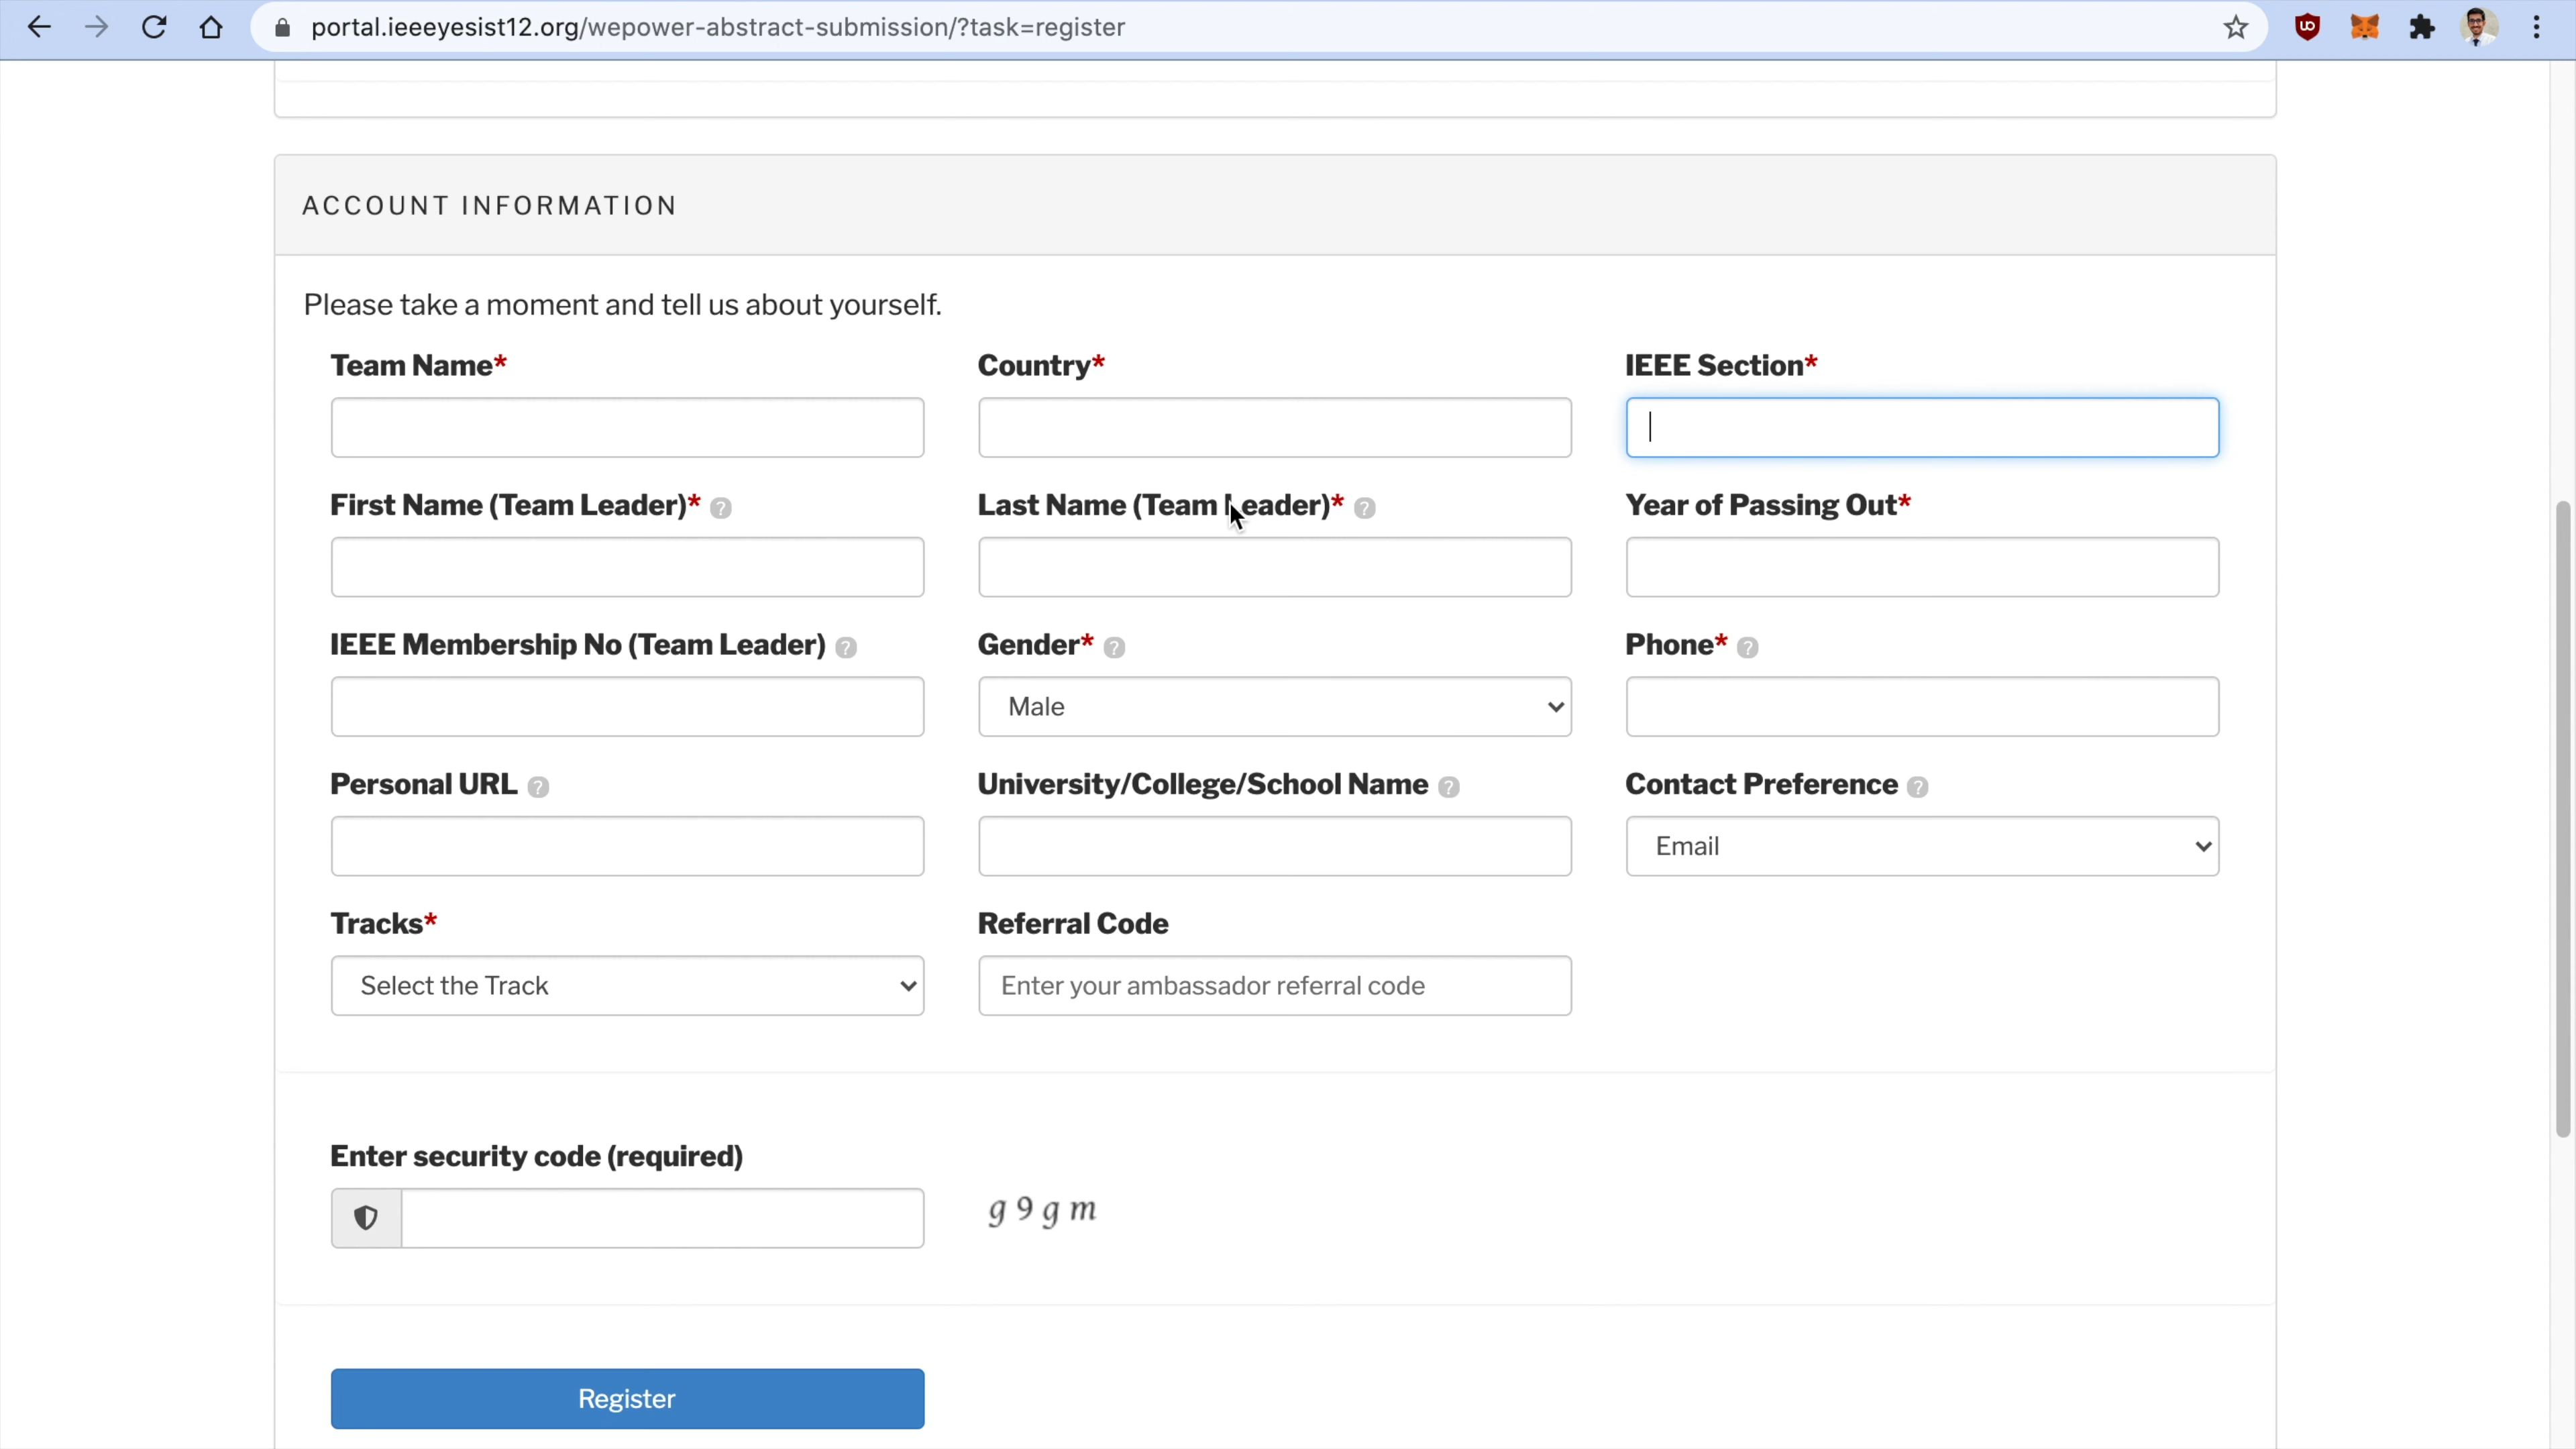 portal.ieeeyesist12.org/wepower-abstract-submission/?task=register
ACCOUNT INFORMATION
Please take a moment and tell us about yourself.
Team Name* Country* IEEE Section*
First Name (Team Leader)* ? Last Name (Team Leader)* ? Year of Passing Out*
IEEE Membership No (Team Leader) ? Gender* ? Phone* ?
Male
Personal URL ? University/College/School Name ? Contact Preference ?
Email
Tracks* Referral Code
Select the Track Enter your ambassador referral code
Enter security code (required)
g 9 g m
Register